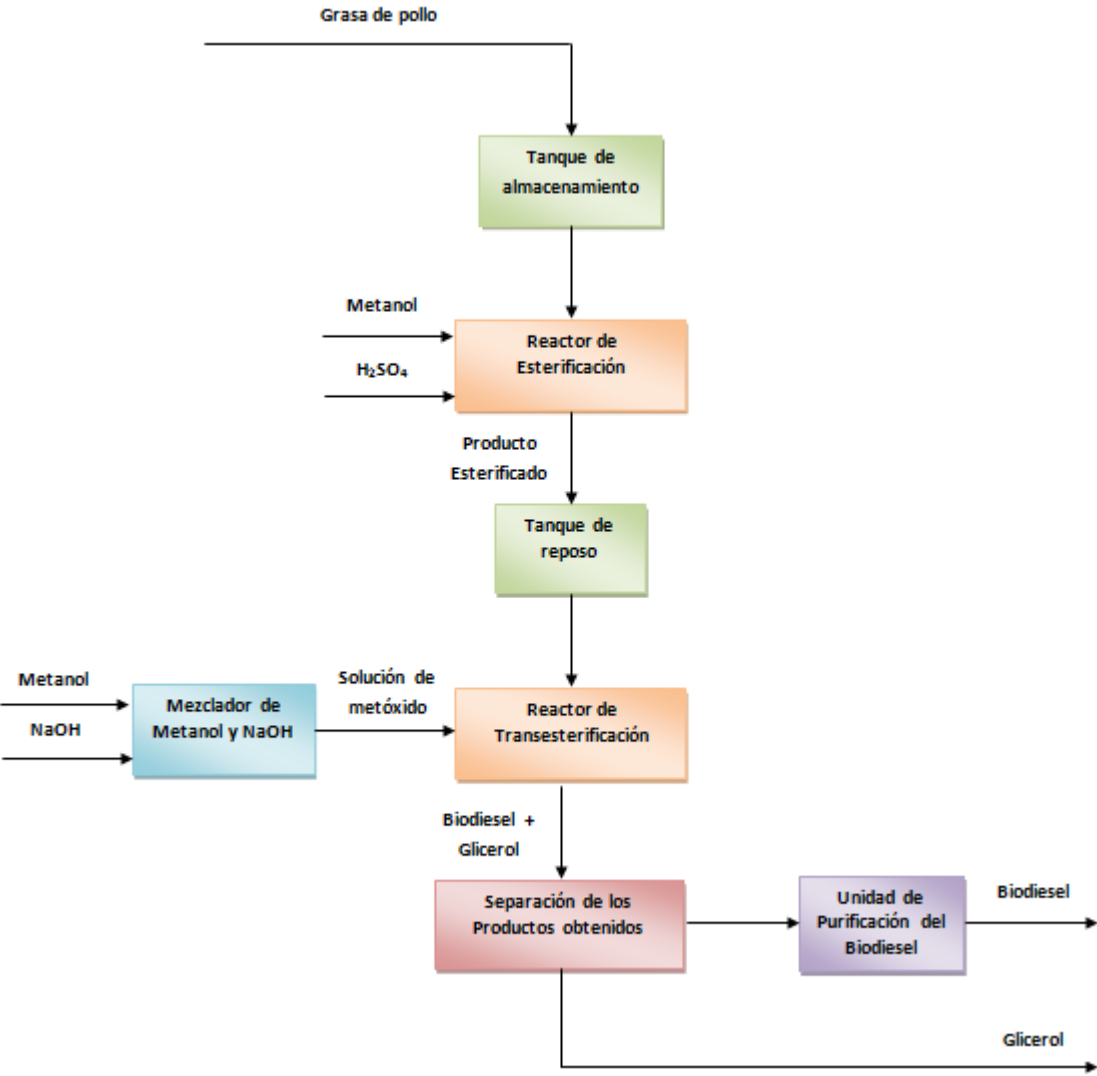 Grasa de pollo
Tanque de
almacenamiento
Metanol
H₂SO₄
Reactor de
Esterificación
Producto
Esterificado
Tanque de
reposo
Metanol
NaOH
Mezclador de
Metanol y NaOH
Solución de
metóxido
Reactor de
Transesterificación
Biodiesel +
Glicerol
Separación de los
Productos obtenidos
Unidad de
Purificación del
Biodiesel
Biodiesel
Glicerol